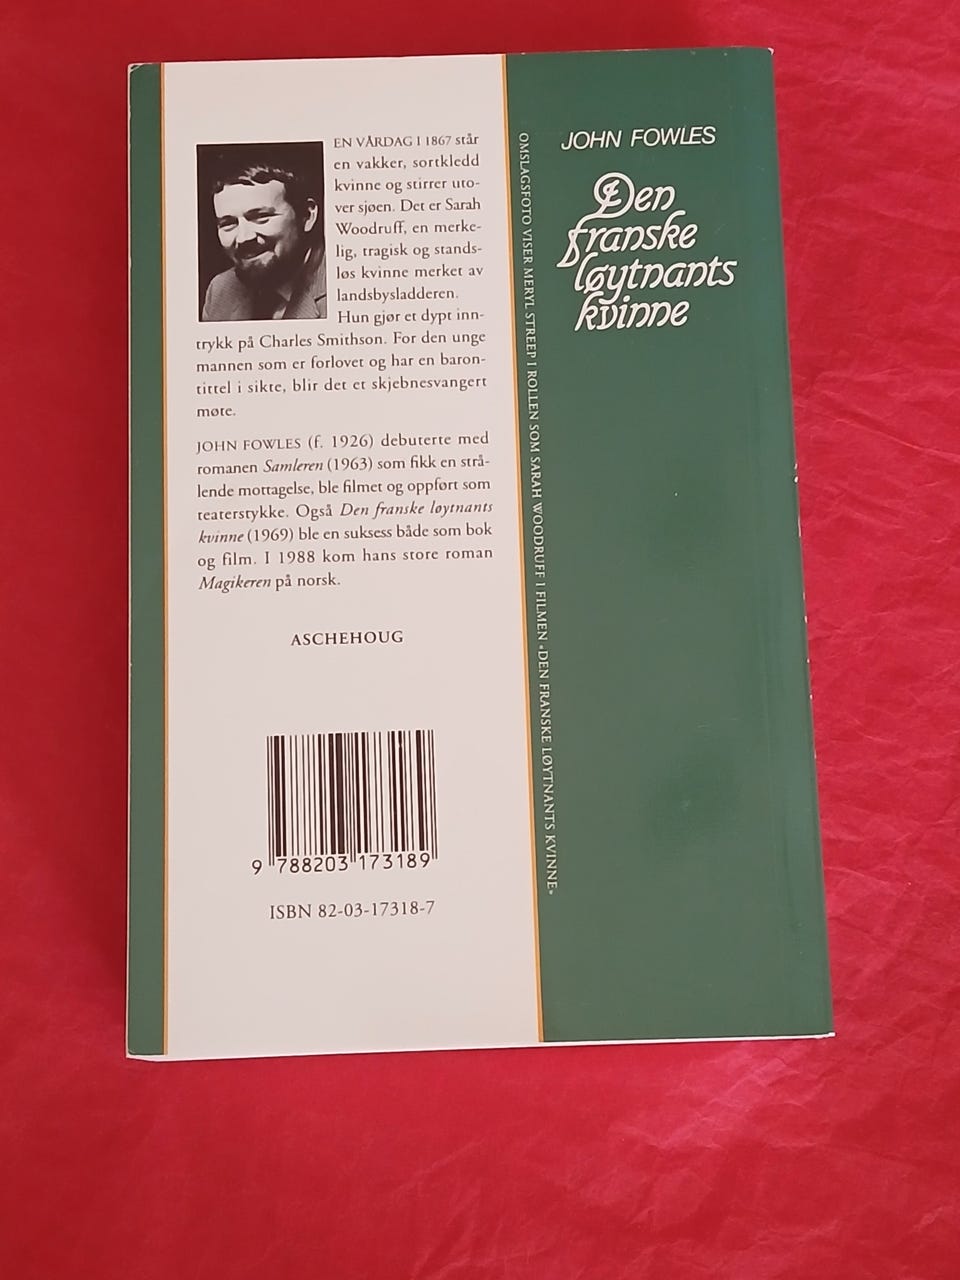 EN VÅRDAG I 1867 står
en vakker, sortkledd
kvinne og stirrer uto-
ver sjøen. Det er Sarah
Woodruff, en merke-
lig, tragisk og stands-
løs kvinne merket av
landsbysladderen.
Hun gjør et dypt inn-
trykk på Charles Smithson. For den unge
mannen som er forlovet og har en baron-
tittel i sikte, blir det et skjebnesvangert
møte.
JOHN FOWLES (f. 1926) debuterte med
romanen Samleren (1963) som fikk en strå-
lende mottagelse, ble filmet og oppført som
teaterstykke. Også Den franske løytnants
kvinne (1969) ble en suksess både som bok
og film. I 1988 kom hans store roman
Magikeren på norsk.
ASCHEHOUG
9 788203 173189
ISBN 82-03-17318-7
OMSLAGSFOTO VISER MERYL STREEP I ROLLEN SOM SARAH WOODRUFF I FILMEN «DEN FRANSKE LØYTNANTS KVINNE»
JOHN FOWLES
Den
franske
løytnants
kvinne